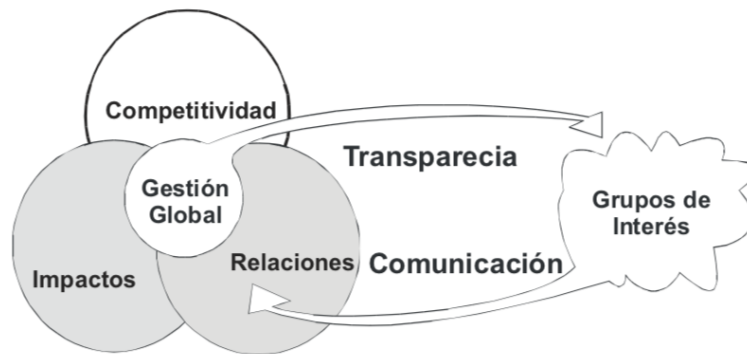 Competitividad
Transparecia
Gestión
Global
Grupos de
Interés
Impactos
Relaciones
Comunicación